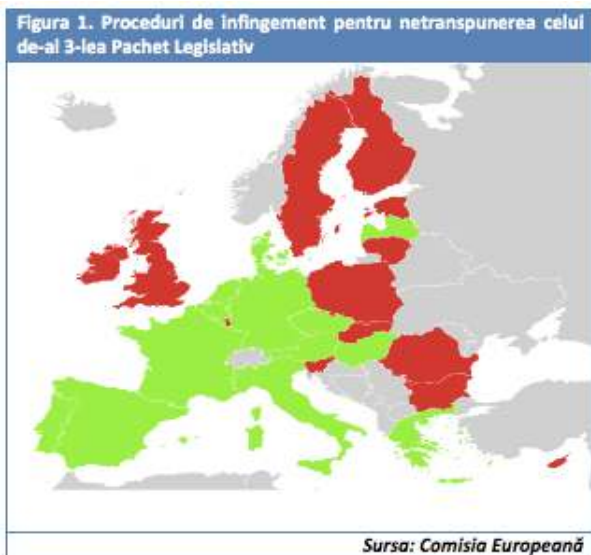 Figura 1. Proceduri de infingement pentru netranspunerea celui
de-al 3-lea Pachet Legislativ
Sursa: Comisia Europeană